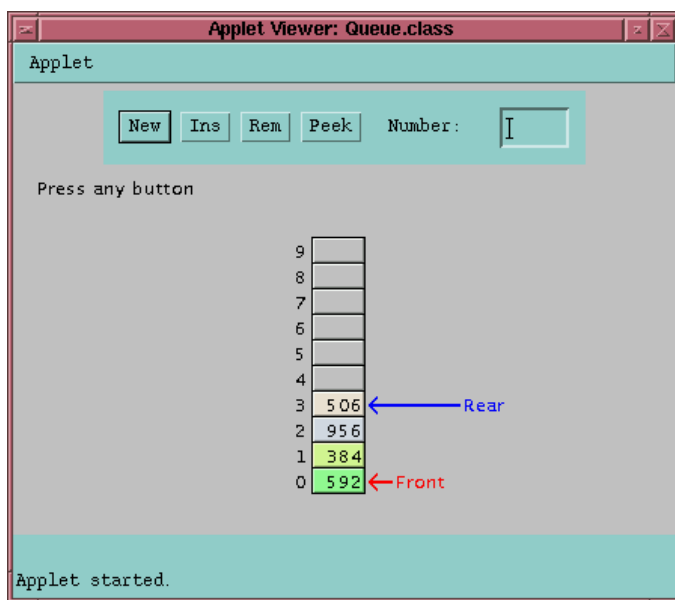 Applet Viewer: Queue.class
Applet
New Ins Rem Peek Number:
Press any button
9
8
7
6
5
4
3 506 Rear
2 956
1 384
0 592 Front
Applet started.